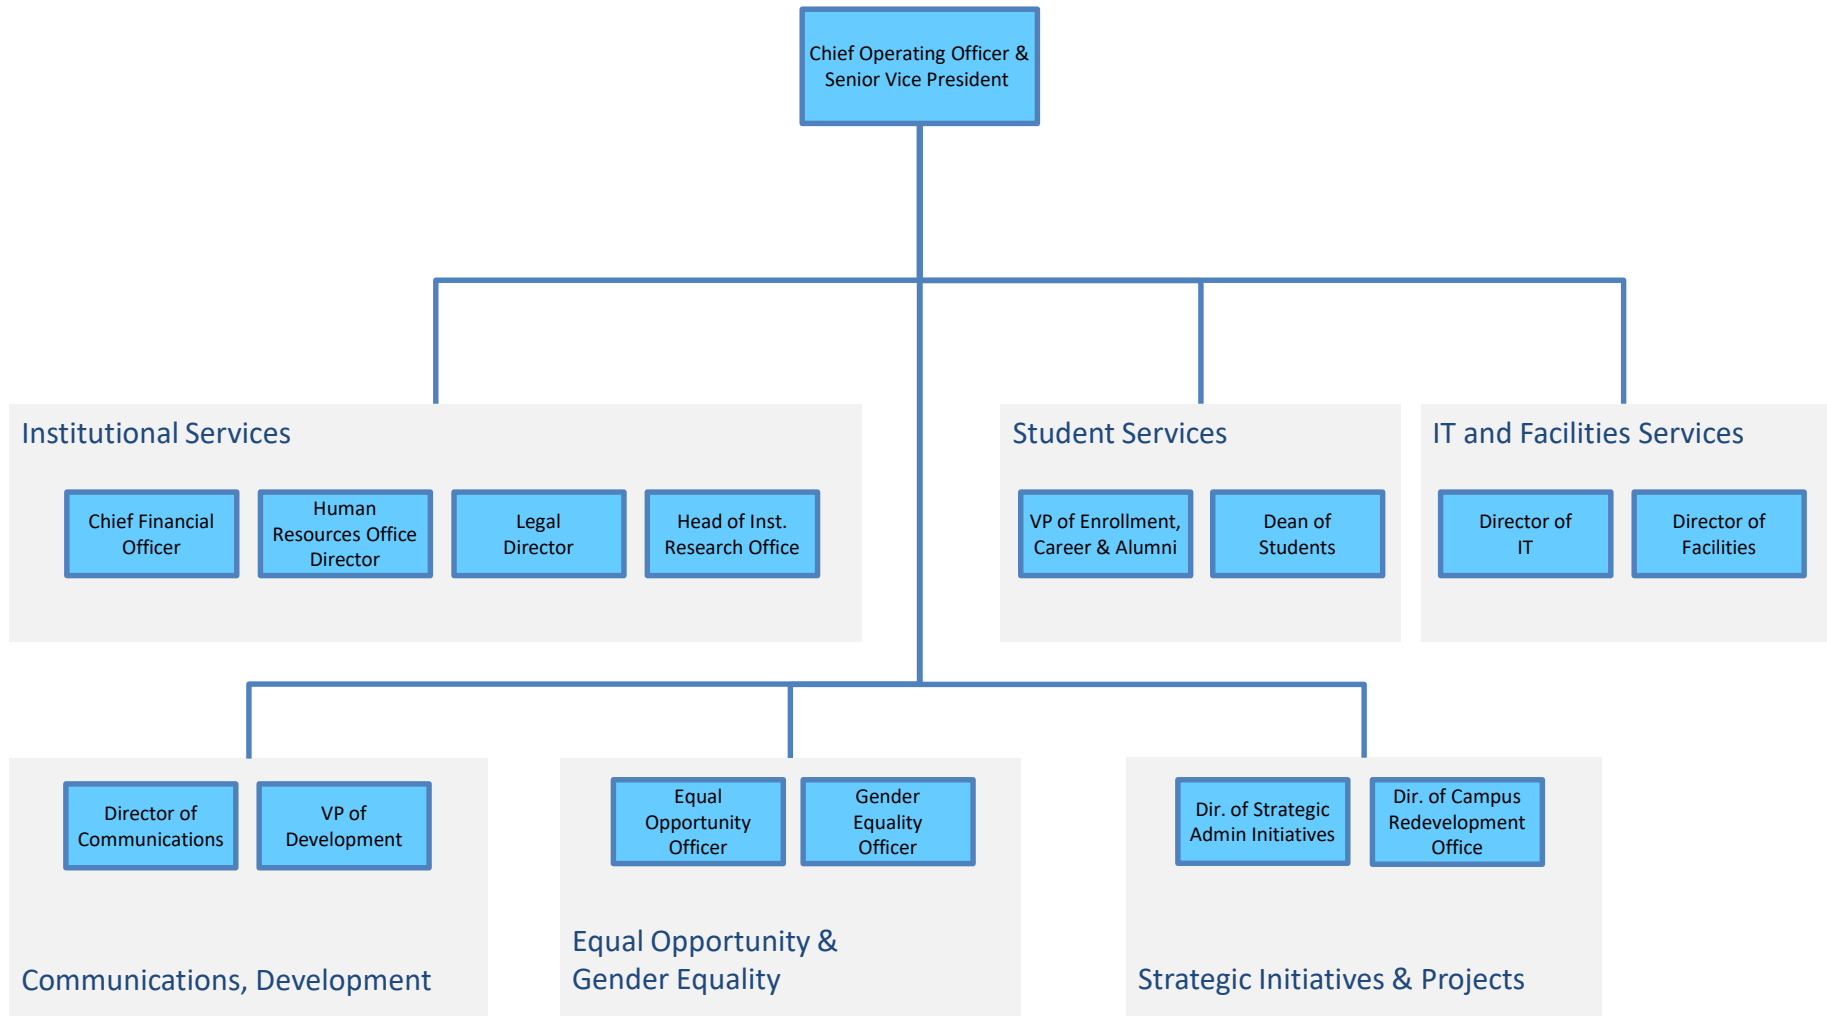 Chief Operating Officer &
Senior Vice President
Institutional Services
Chief Financial
Officer
Human
Resources Office
Director
Legal
Director
Head of Inst.
Research Office
Student Services
VP of Enrollment,
Career & Alumni
Dean of
Students
IT and Facilities Services
Director of
IT
Director of
Facilities
Director of
Communications
VP of
Development
Communications, Development
Equal
Opportunity
Officer
Gender
Equality
Officer
Equal Opportunity &
Gender Equality
Dir. of Strategic
Admin Initiatives
Dir. of Campus
Redevelopment
Office
Strategic Initiatives & Projects